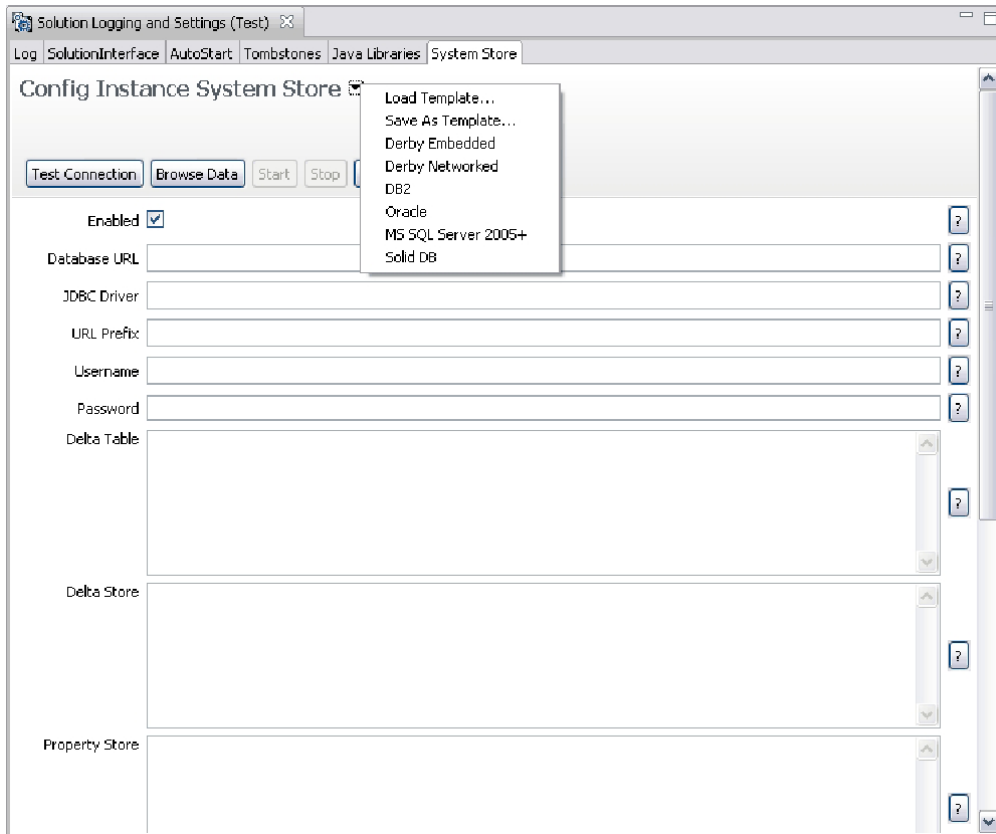 Solution Logging and Settings (Test)
Log SolutionInterface AutoStart Tombstones Java Libraries System Store
Config Instance System Store
Load Template...
Save As Template...
Derby Embedded
Derby Networked
DB2
Oracle
MS SQL Server 2005+
Solid DB
Test Connection Browse Data Start Stop
Enabled ?
Database URL ?
JDBC Driver ?
URL Prefix ?
Username ?
Password ?
Delta Table ?
Delta Store ?
Property Store ?